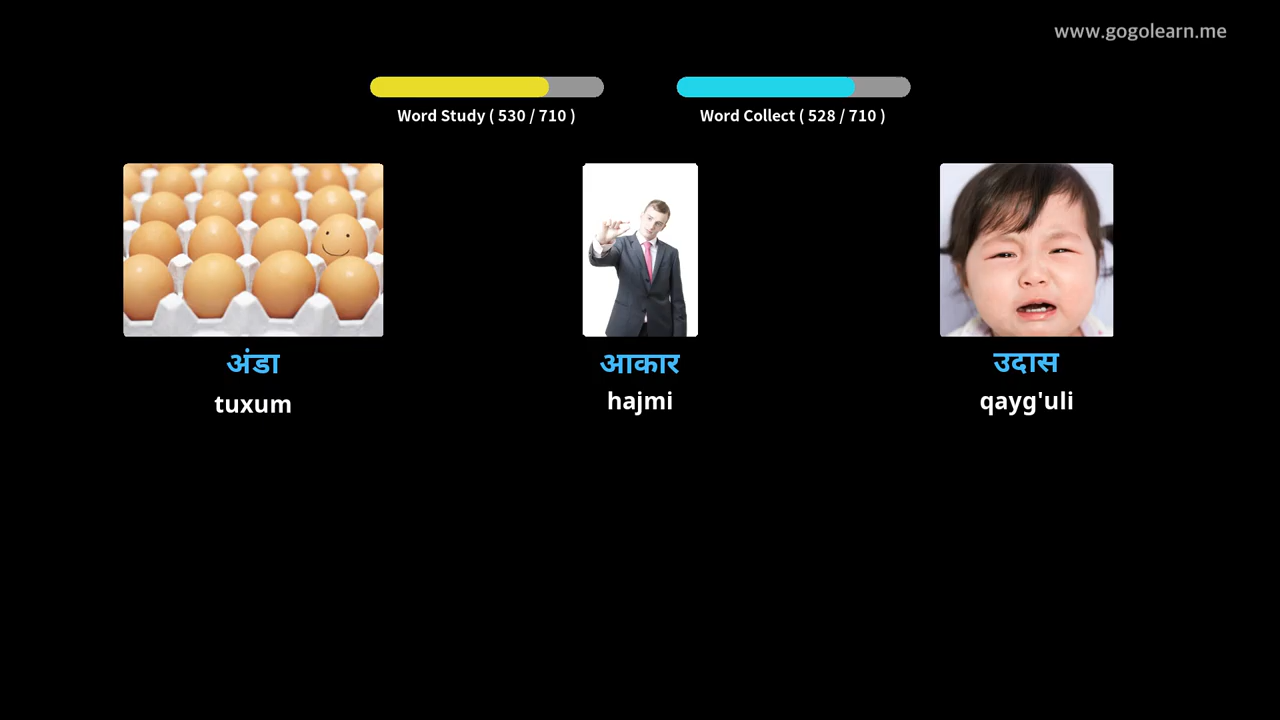 www.gogolearn.me
Word Study ( 530 / 710 )
Word Collect ( 528 / 710 )
अंडा
आकार
उदास
tuxum
hajmi
qayg'uli